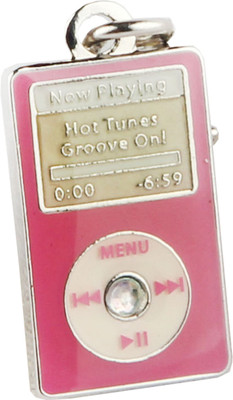 Now Playing
Hot Tunes
Groove On!
0:00 -6:59
MENU